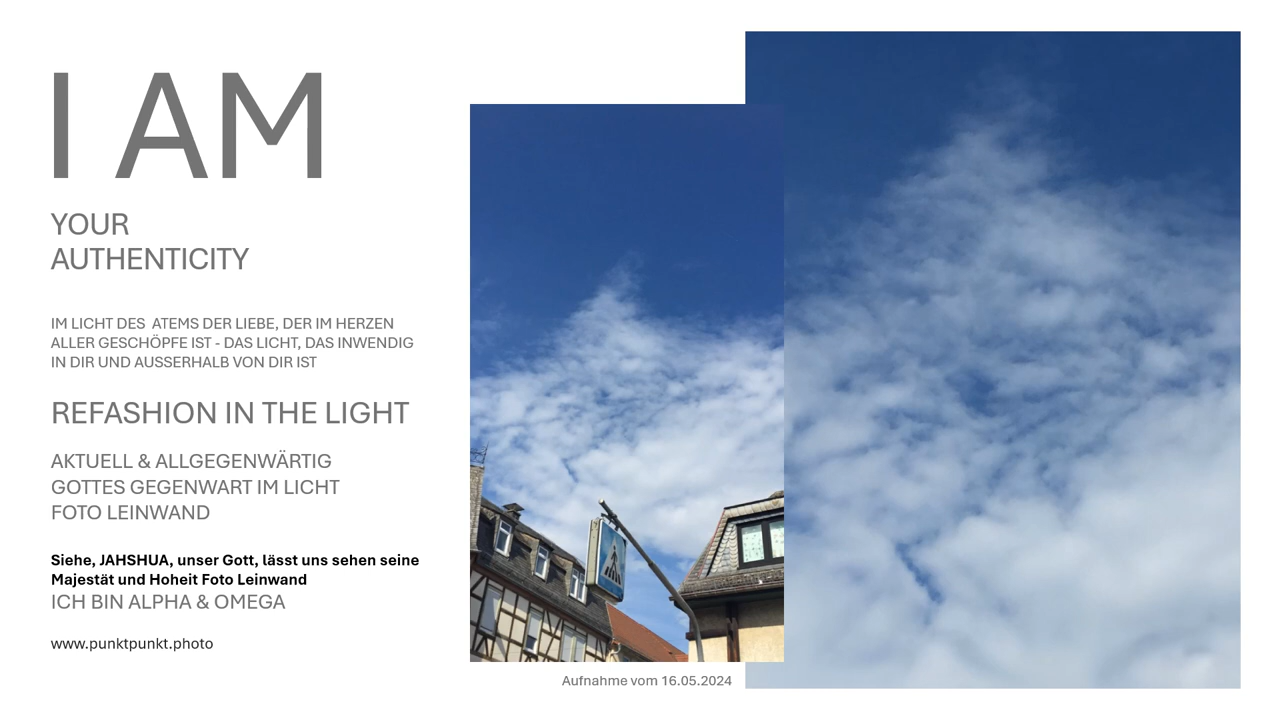 I AM
YOUR
AUTHENTICITY
IM LICHT DES  ATEMS DER LIEBE, DER IM HERZEN
ALLER GESCHÖPFE IST - DAS LICHT, DAS INWENDIG
IN DIR UND AUSSERHALB VON DIR IST
REFASHION IN THE LIGHT
AKTUELL & ALLGEGENWÄRTIG
GOTTES GEGENWART IM LICHT
FOTO LEINWAND
Siehe, JAHSHUA, unser Gott, lässt uns sehen seine
Majestät und Hoheit Foto Leinwand
ICH BIN ALPHA & OMEGA
www.punktpunkt.photo
Aufnahme vom 16.05.2024